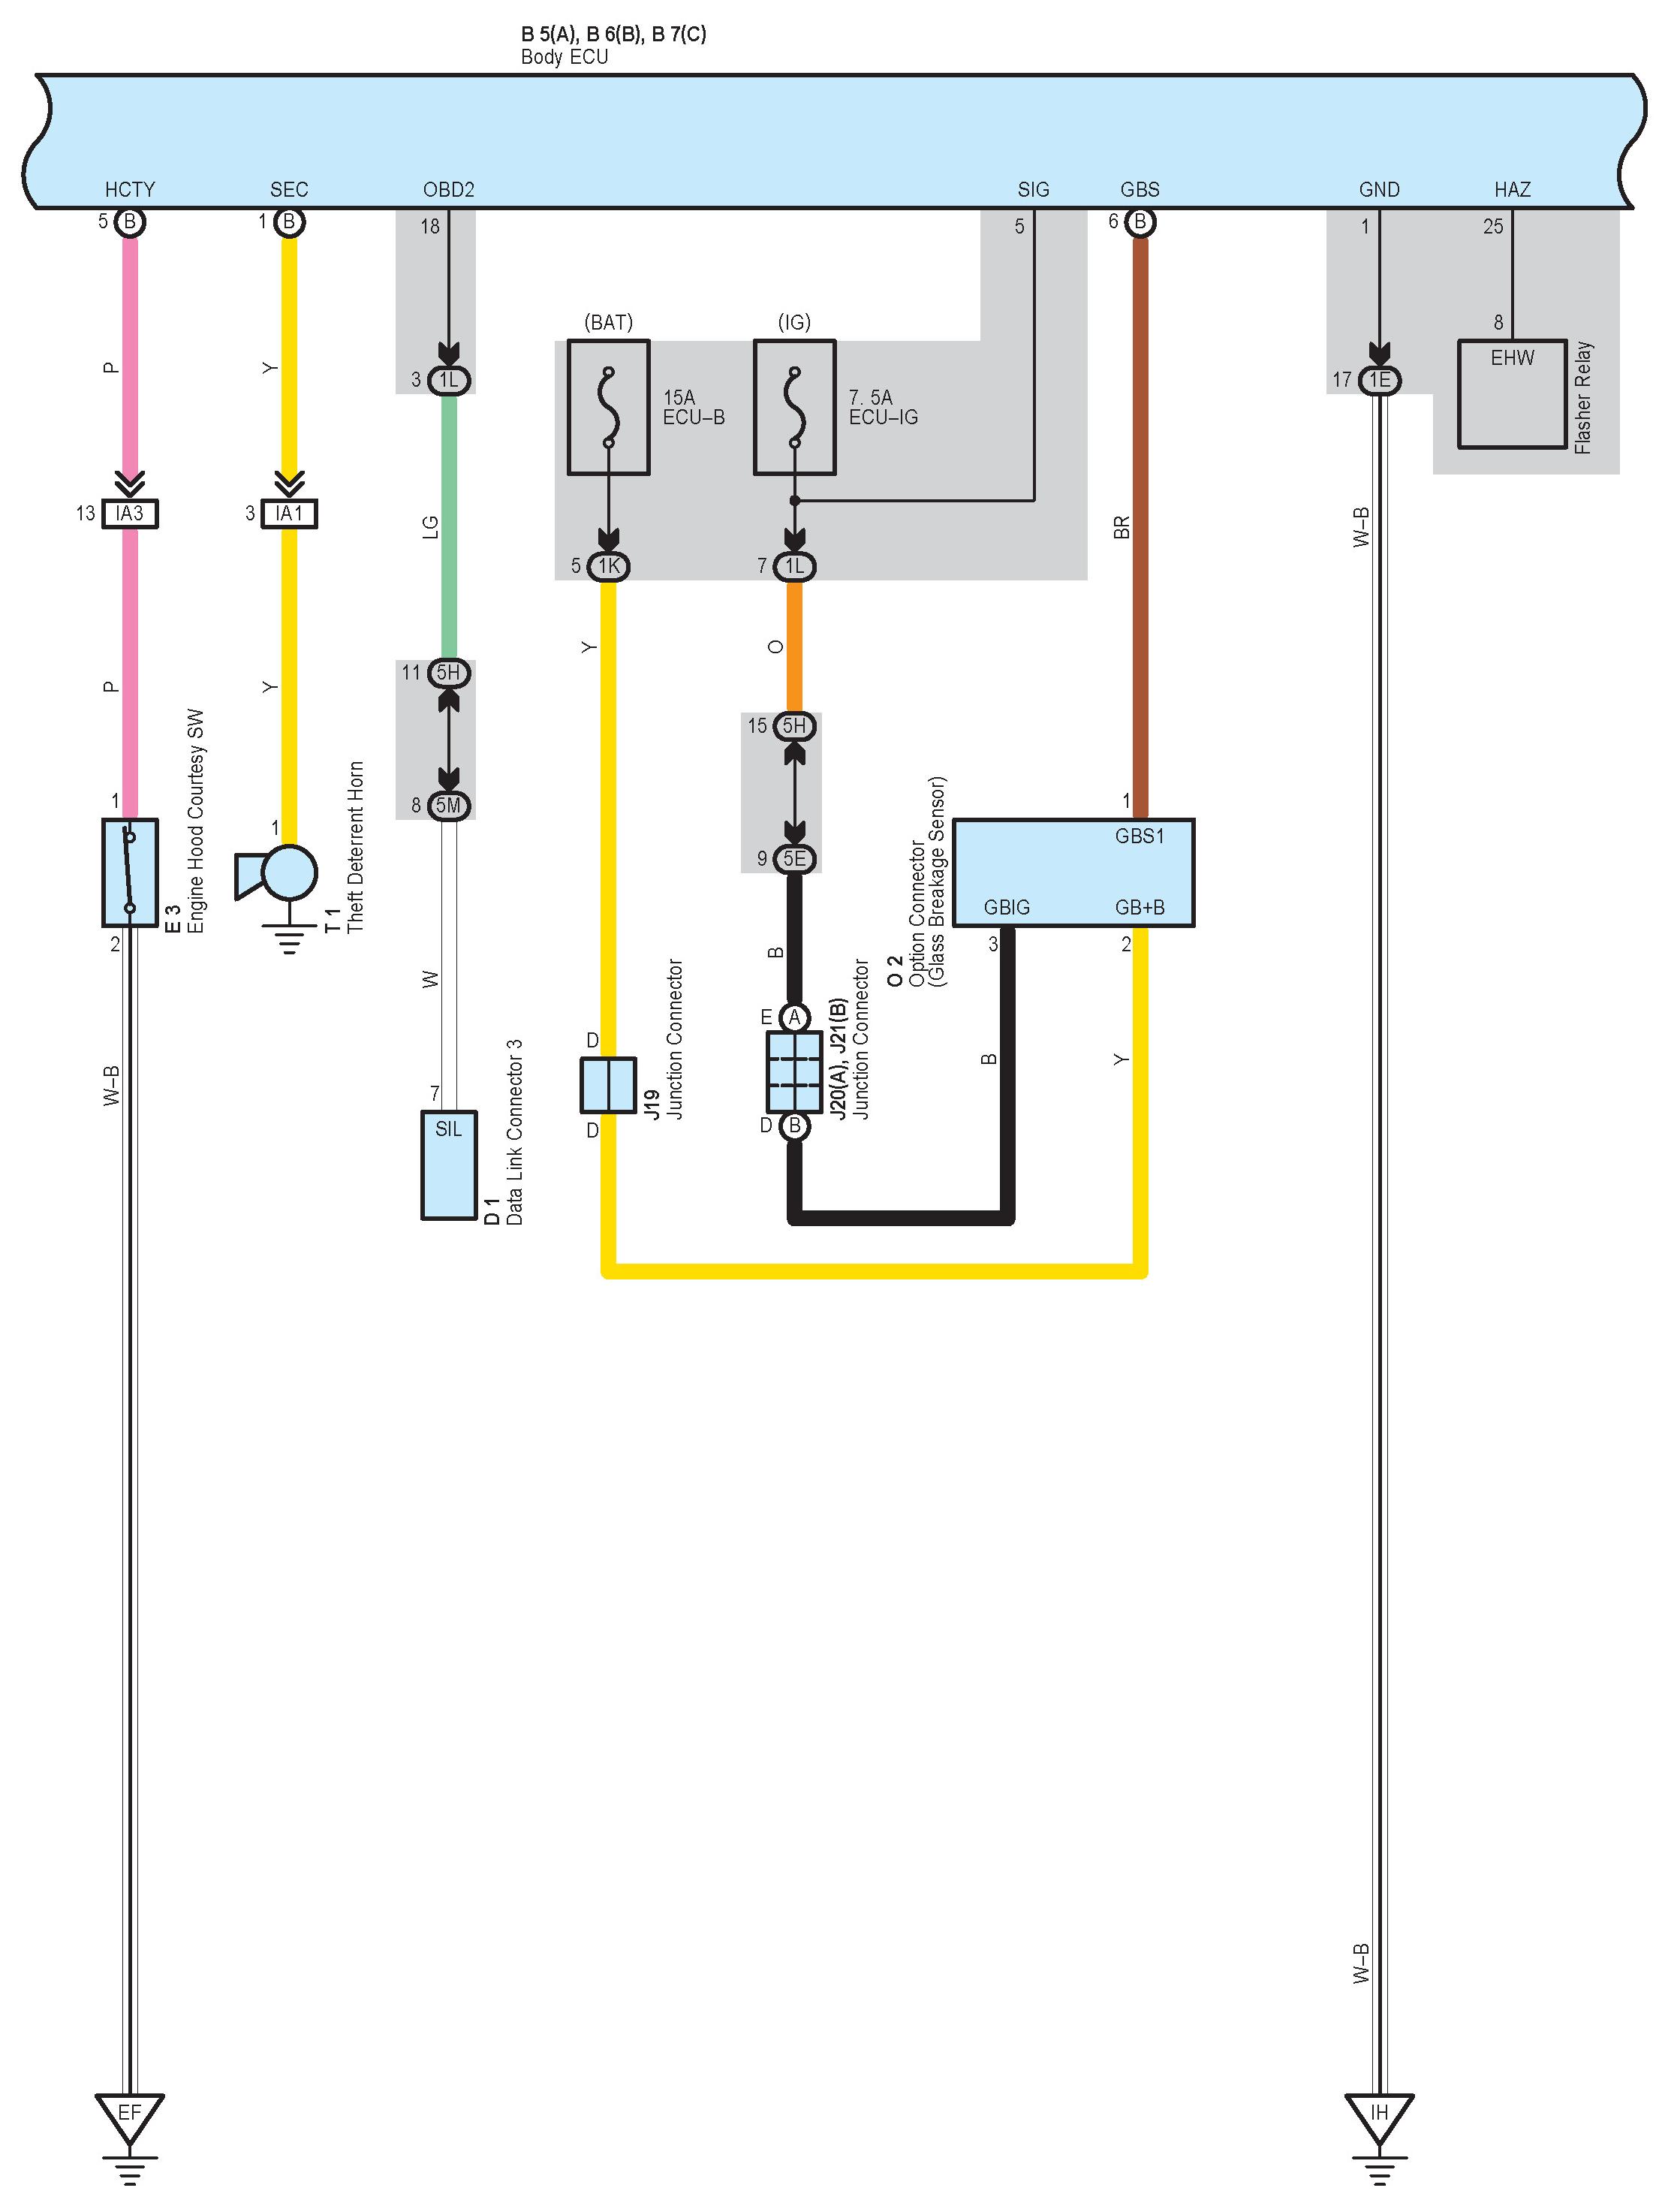 B 5(A), B 6(B), B 7(C)
Body ECU
HCTY
SEC
OBD2
SIG
GBS
GND
HAZ
5
B
1
B
18
5
6
B
1
25
(BAT)
(IG)
8
EHW
Flasher Relay
P
Y
3
1L
15A
ECU–B
7. 5A
ECU–IG
17
1E
13
IA3
3
IA1
LG
BR
W–B
5
1K
7
1L
P
Y
11
5H
Y
O
15
5H
1
Engine Hood Courtesy SW
E 3
1
Theft Deterrent Horn
T 1
8
5M
9
5E
1
GBS1
GBIG
GB+B
O 2
Option Connector
(Glass Breakage Sensor)
2
W
B
3
2
E
A
D
J19
Junction Connector
J20(A), J21(B)
Junction Connector
B
Y
W–B
7
SIL
D 1
Data Link Connector 3
D
D
B
W–B
EF
IH